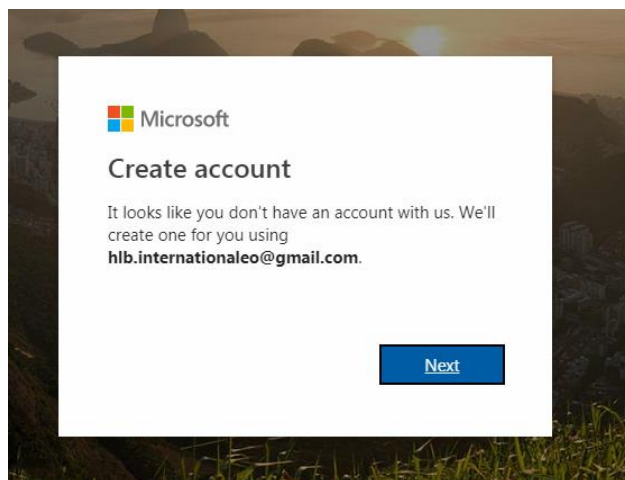 Microsoft
Create account
It looks like you don't have an account with us. We'll
create one for you using
hlb.internationaleo@gmail.com.
Next